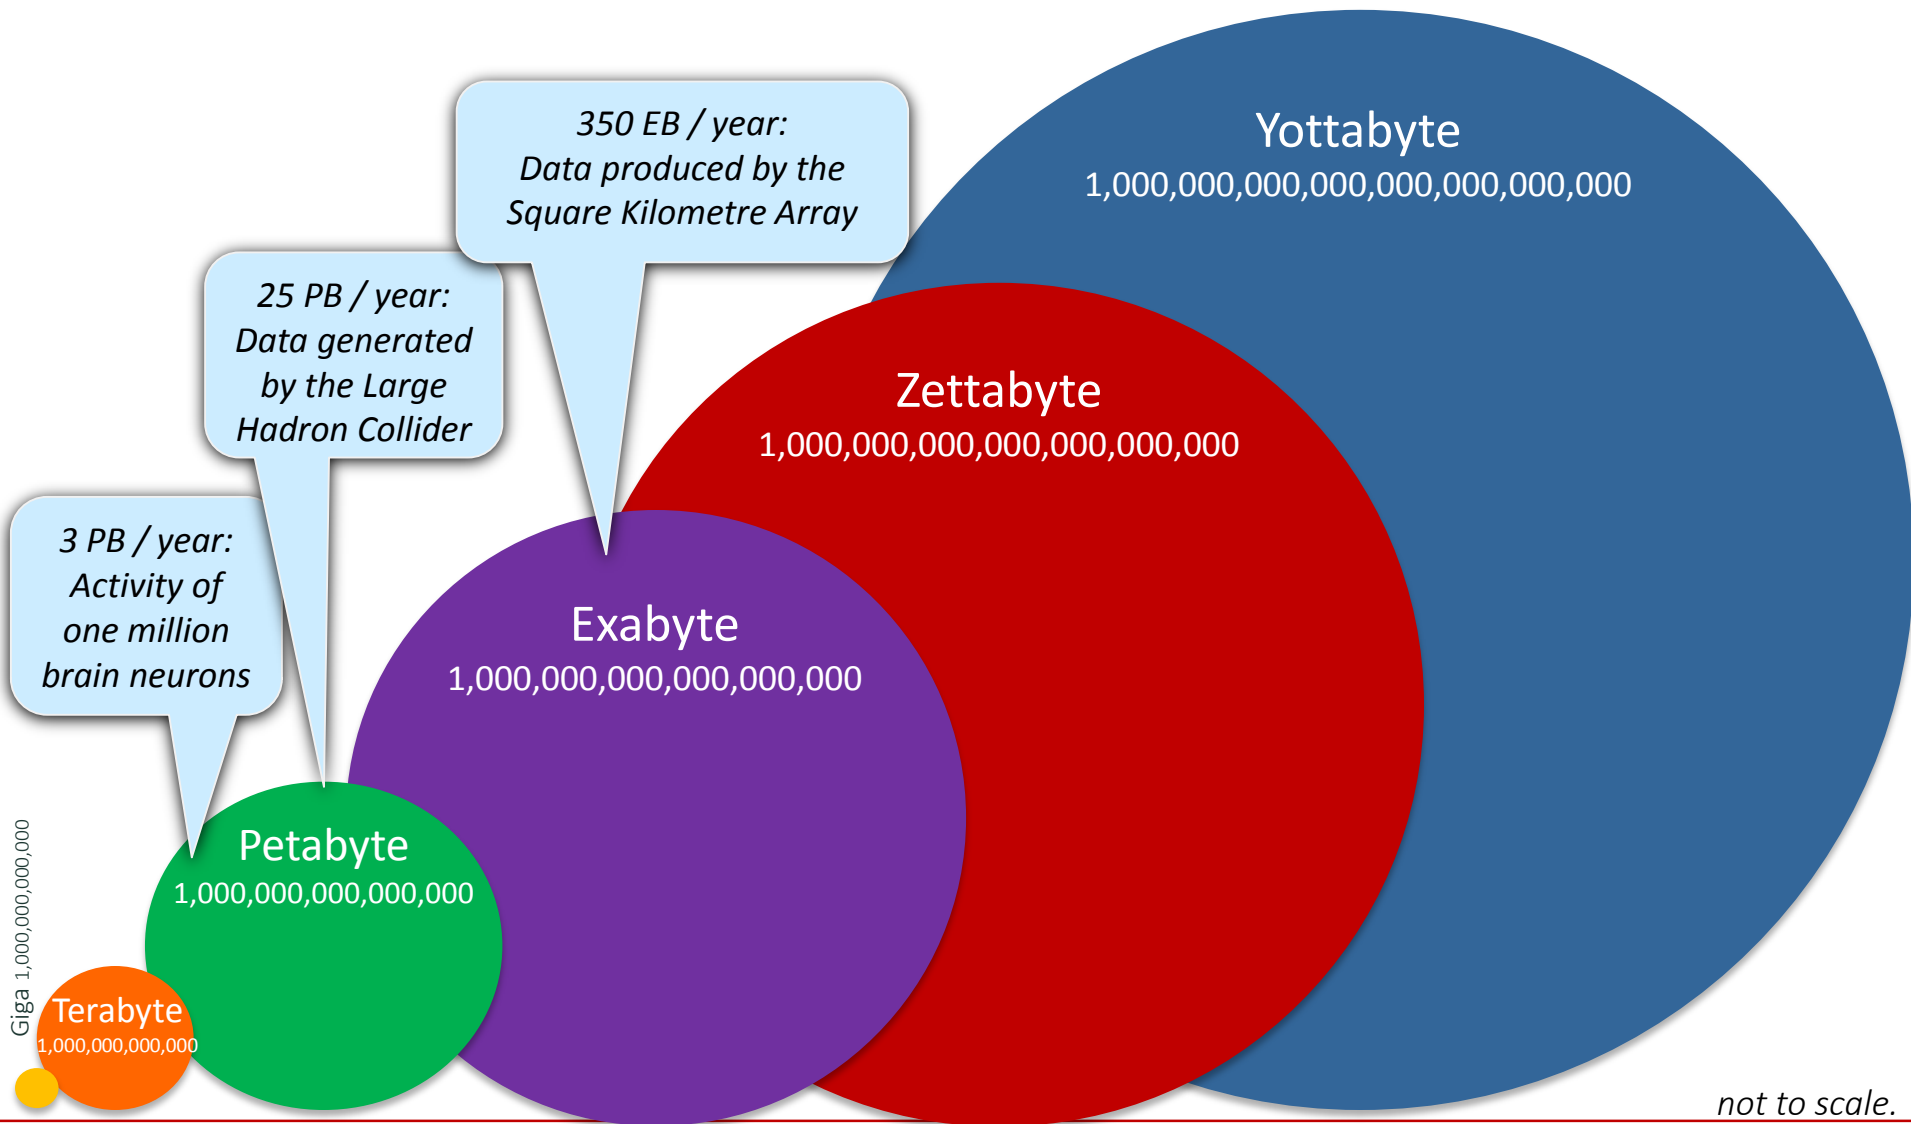 350 EB / year:
Data produced by the
Square Kilometre Array
Yottabyte
1,000,000,000,000,000,000,000,000
25 PB / year:
Data generated
by the Large
Hadron Collider
Zettabyte
1,000,000,000,000,000,000,000
3 PB / year:
Activity of
one million
brain neurons
Exabyte
1,000,000,000,000,000,000
Petabyte
1,000,000,000,000,000
Giga 1,000,000,000,000
Terabyte
1,000,000,000,000
not to scale.